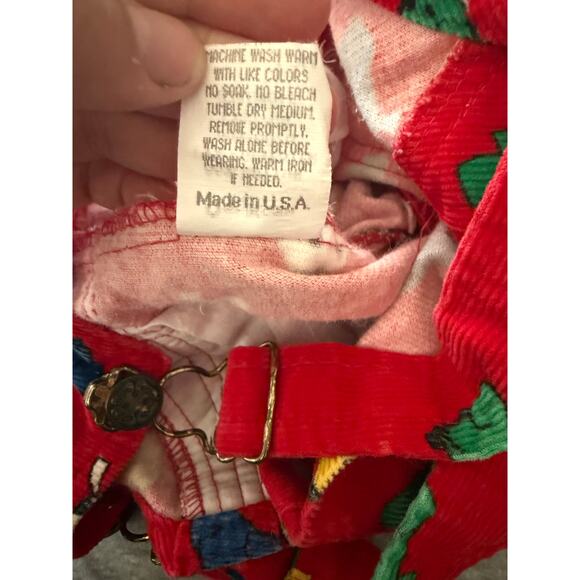 MACHINE WASH WARM
WITH LIKE COLORS
NO SOAK. NO BLEACH
TUMBLE DRY MEDIUM.
REMOVE PROMPTLY.
WASH ALONE BEFORE
WEARING. WARM IRON
IF NEEDED.
Made in U.S.A.